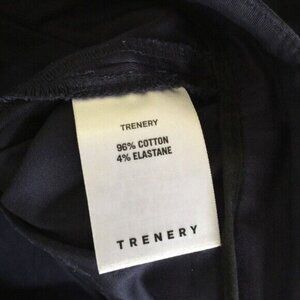 TRENERY
96% COTTON
4% ELASTANE
TRENERY